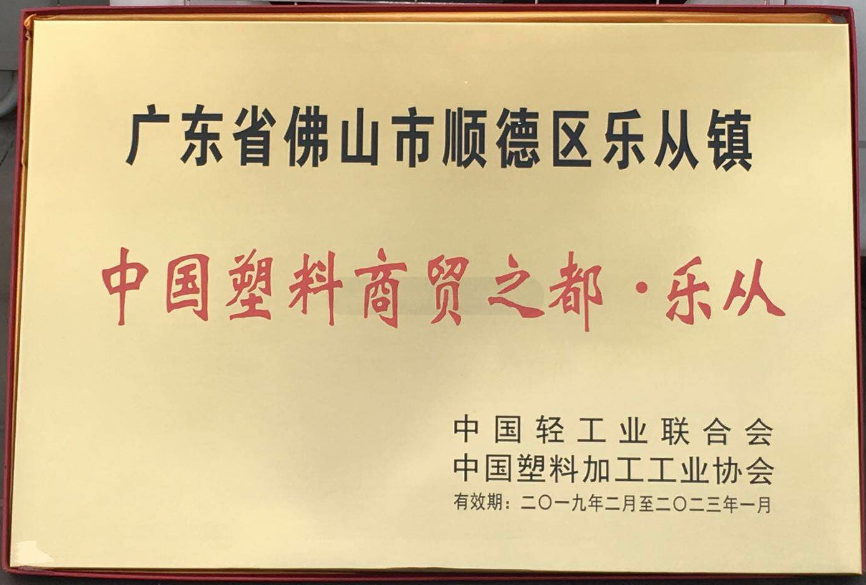 广东省佛山市顺德区乐从镇
中国塑料商贸之都·乐从
中国轻工业联合会
中国塑料加工工业协会
有效期：二〇一九年二月至二〇二三年一月